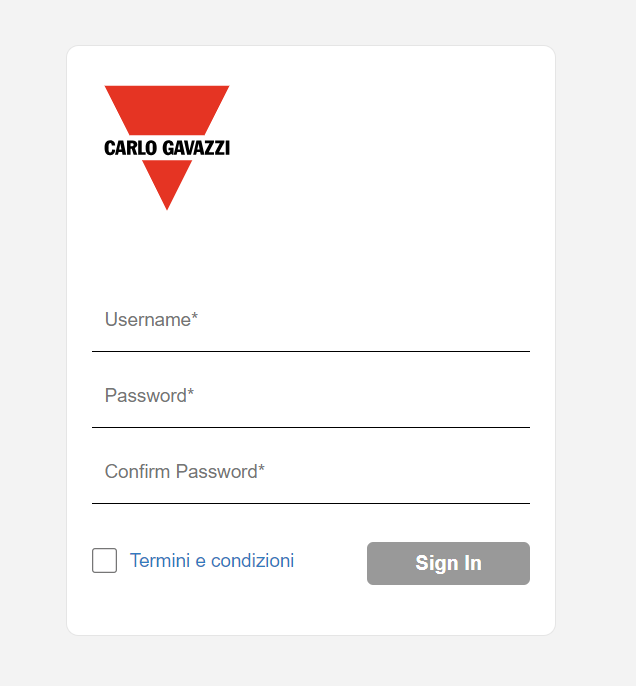 CARLO GAVAZZI
Username*
Password*
Confirm Password*
Termini e condizioni
Sign In